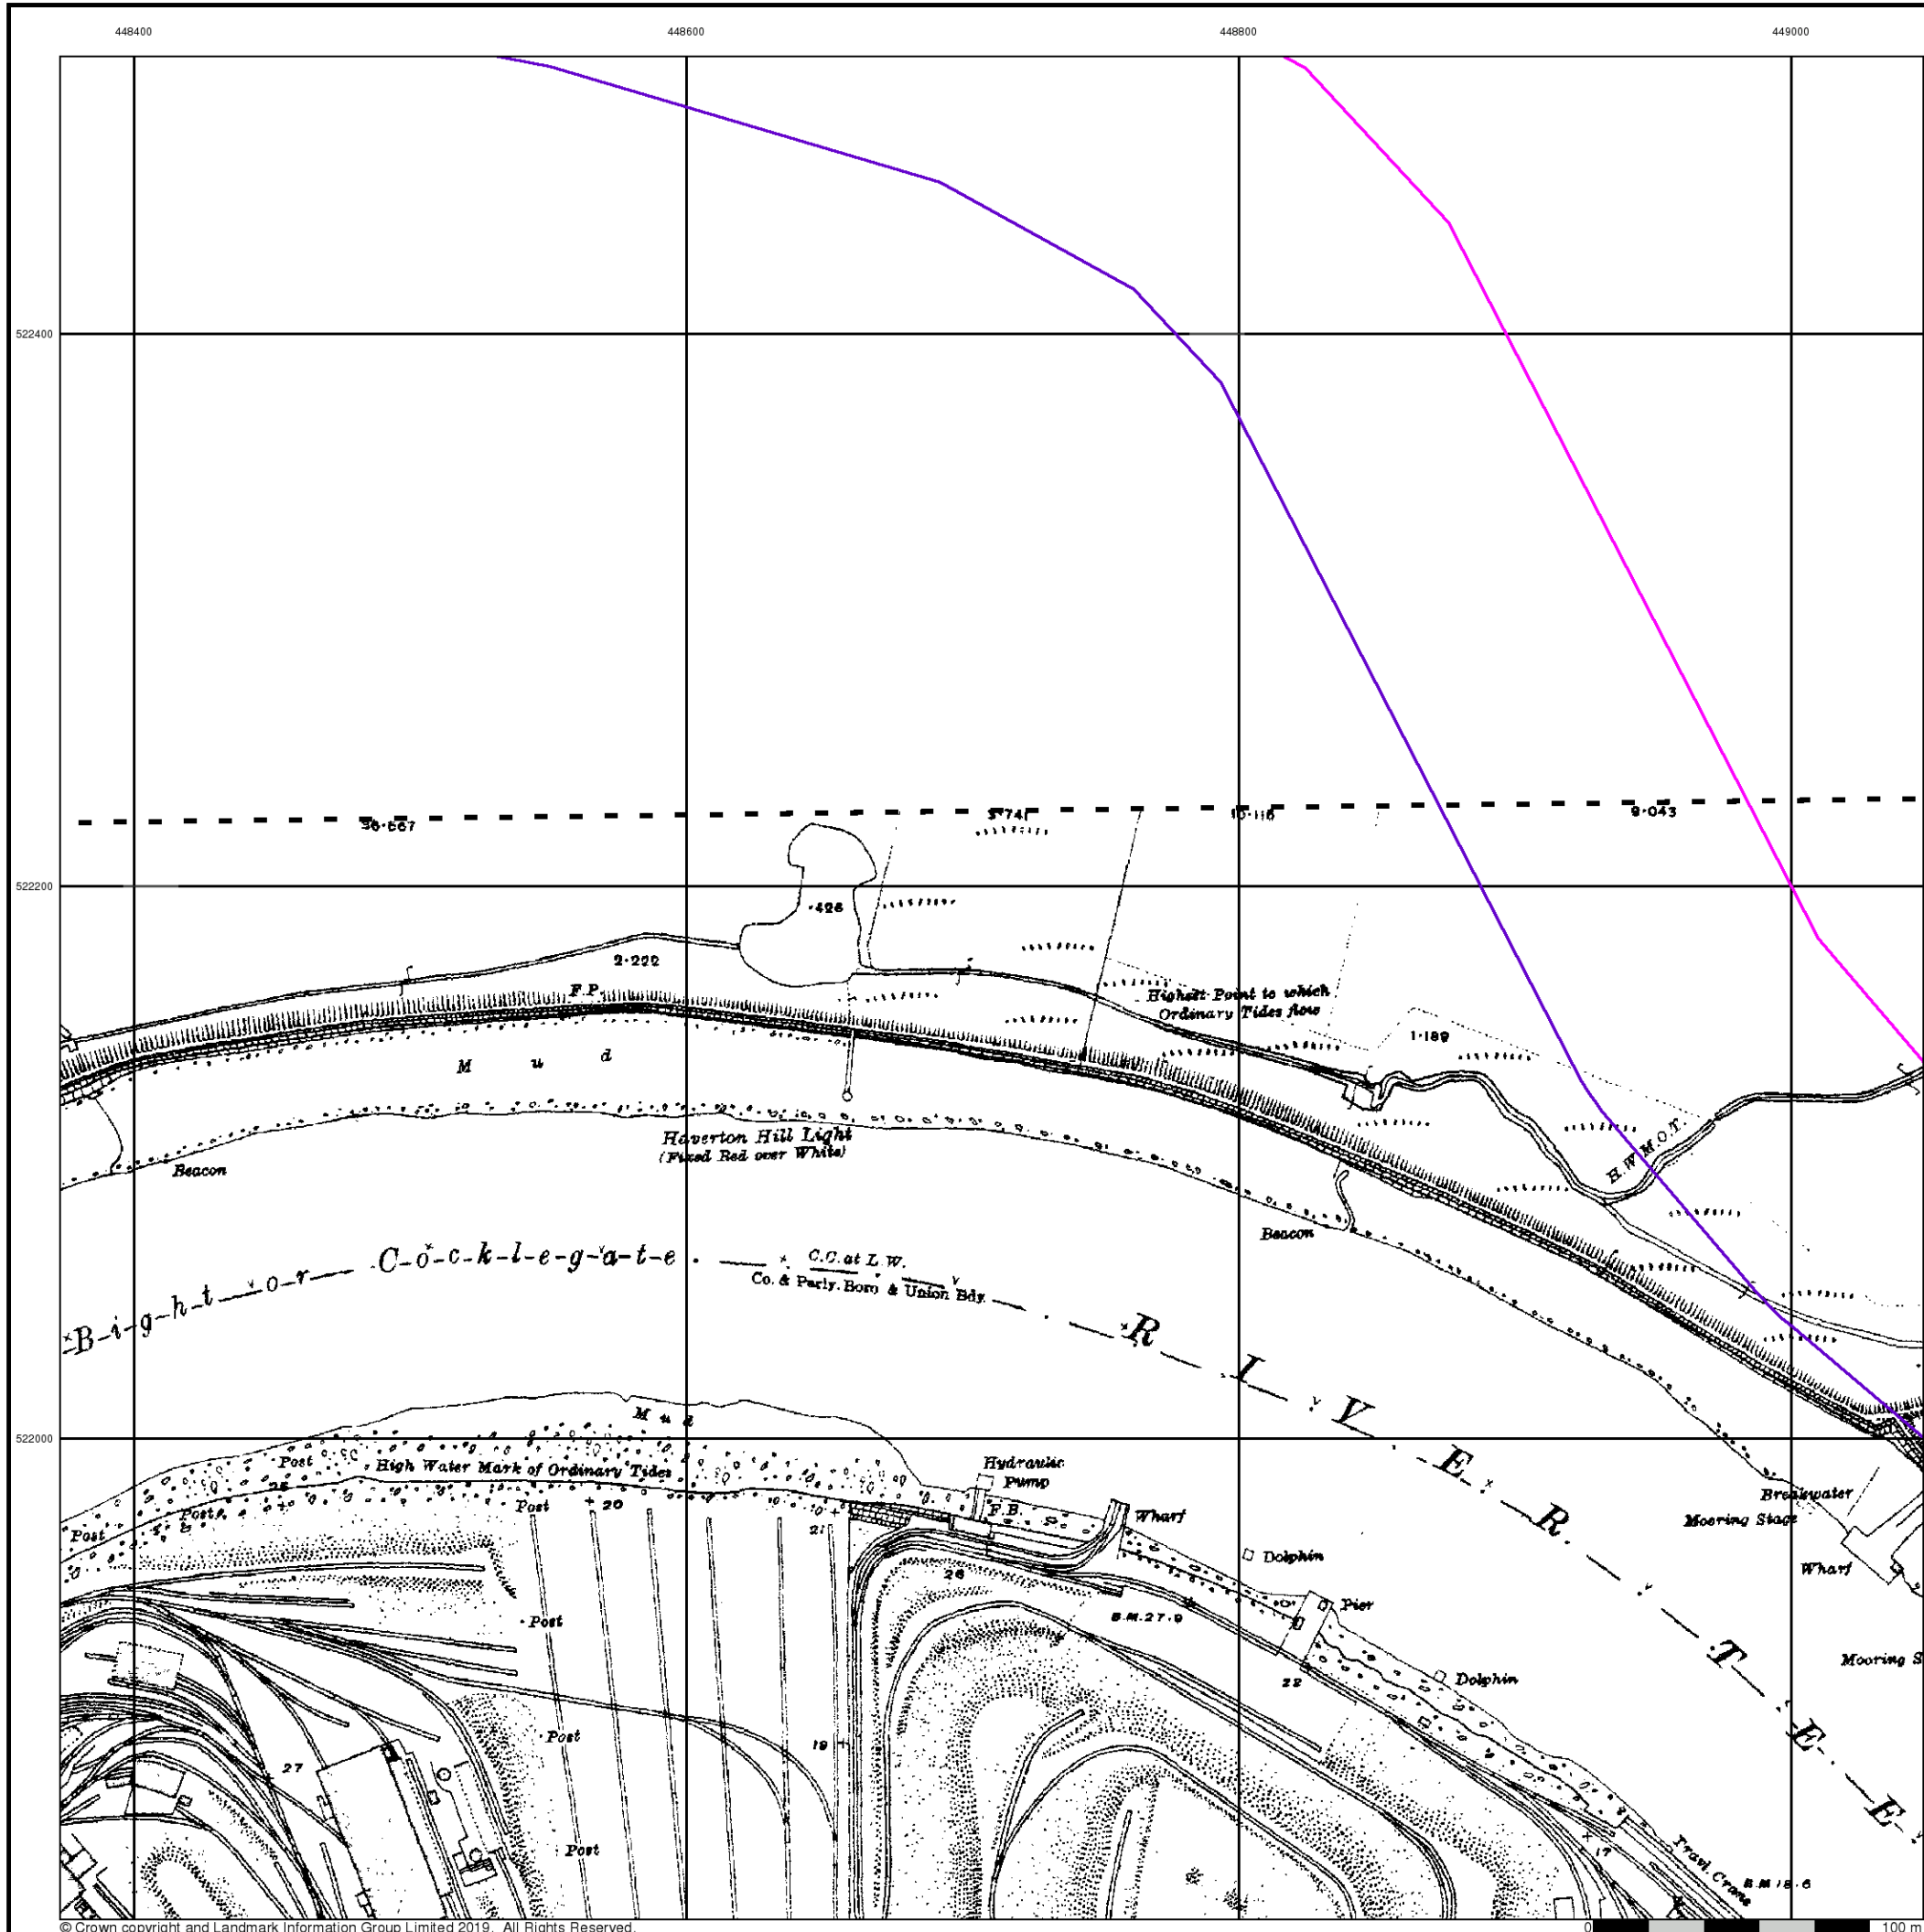 448400
448600
448800
449000
522400
36·667
3·741
10·116
9·043
522200
·426
2·222
F.P.
Highest Point to which
Ordinary Tides flow
1·189
M u d
H.W.M.O.T.
Haverton Hill Light
(Fixed Red over White)
Beacon
Beacon
B-i-g-h-t or C-o-c-k-l-e-g-a-t-e
C.C. at L.W.
Co. & Parly. Boro & Union Bdy.
R I V E R T E E
522000
Mud
Post
High Water Mark of Ordinary Tides
Hydraulic
Pump
F.B.
Wharf
Post
Post
Post
20
21
Breakwater
Mooring Stage
Dolphin
Wharf
26
B.M.27·9
Pier
Post
Mooring S
22
Dolphin
Post
19
27
Post
17
Travl. Crane
B.M.18·6
© Crown copyright and Landmark Information Group Limited 2019. All Rights Reserved.
0
100 m